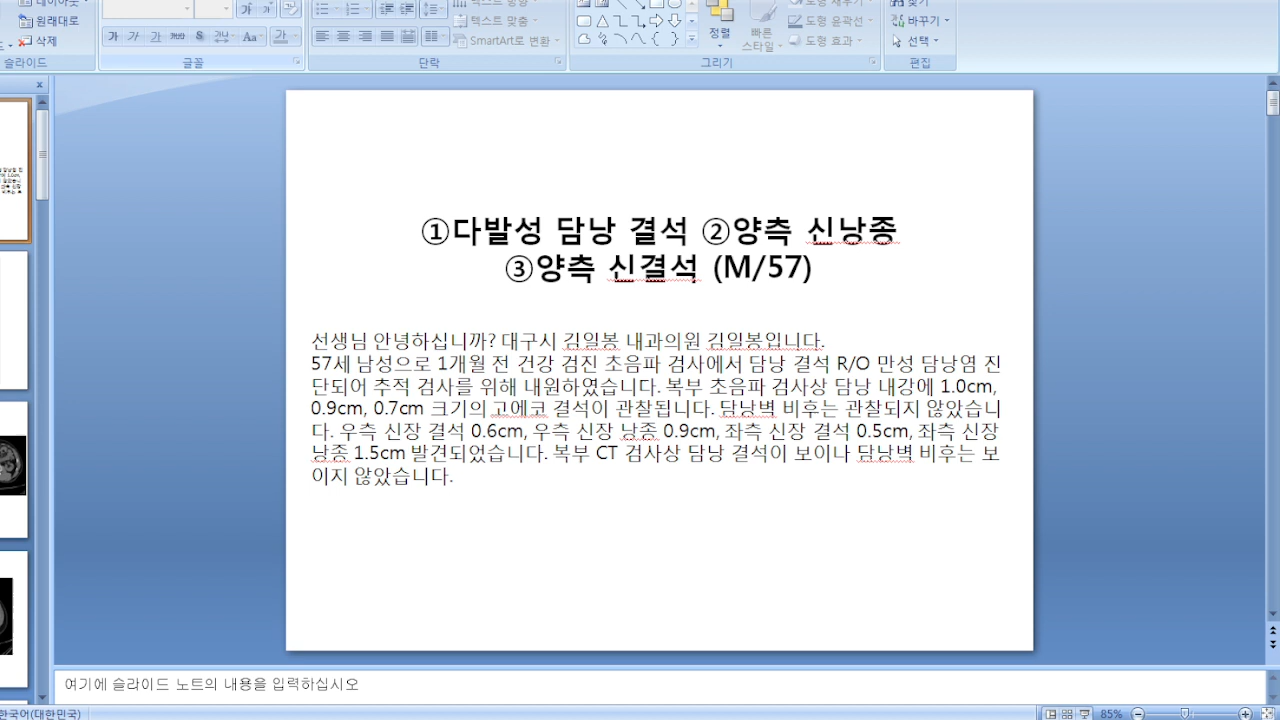 삭제
원래대로
슬라이드
가 가 가 abc S 가나 Aa 가
글꼴
텍스트 맞춤
SmartArt로 변환
단락
정렬
빠른
스타일
도형 윤곽선
도형 효과
그리기
찾기
바꾸기
선택
편집
①다발성 담낭 결석 ②양측 신낭종
③양측 신결석 (M/57)
선생님 안녕하십니까? 대구시 김일봉 내과의원 김일봉입니다.
57세 남성으로 1개월 전 건강 검진 초음파 검사에서 담낭 결석 R/O 만성 담낭염 진
단되어 추적 검사를 위해 내원하였습니다. 복부 초음파 검사상 담낭 내강에 1.0cm,
0.9cm, 0.7cm 크기의 고에코 결석이 관찰됩니다. 담낭벽 비후는 관찰되지 않았습니
다. 우측 신장 결석 0.6cm, 우측 신장 낭종 0.9cm, 좌측 신장 결석 0.5cm, 좌측 신장
낭종 1.5cm 발견되었습니다. 복부 CT 검사상 담낭 결석이 보이나 담낭벽 비후는 보
이지 않았습니다.
여기에 슬라이드 노트의 내용을 입력하십시오
한국어(대한민국)
85%